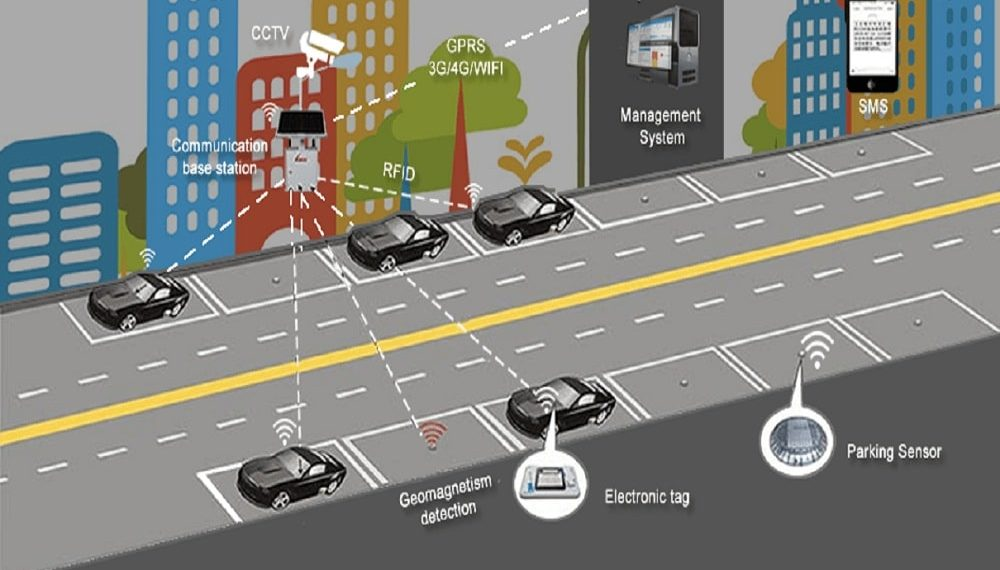 CCTV
GPRS
3G/4G/WIFI
Management
System
SMS
Communication
base station
RFID
Geomagnetism
detection
Electronic tag
Parking Sensor